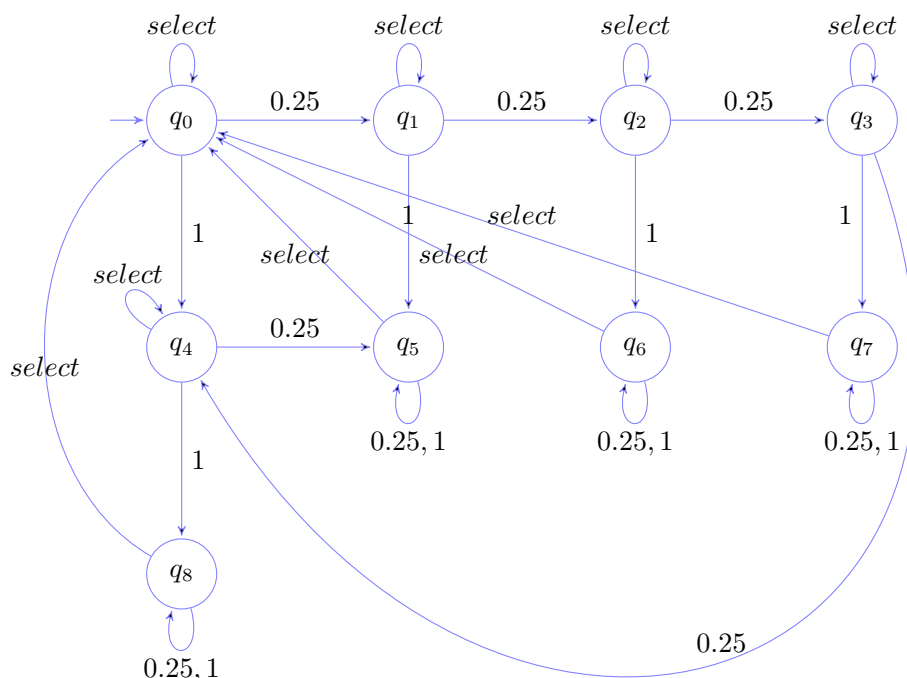 select select select select
0.25 0.25 0.25
q0 q1 q2 q3
1 1 1 1
select select select
select
0.25
q4 q5 q6 q7
select
0.25, 1 0.25, 1 0.25, 1
1
q8
0.25
0.25, 1